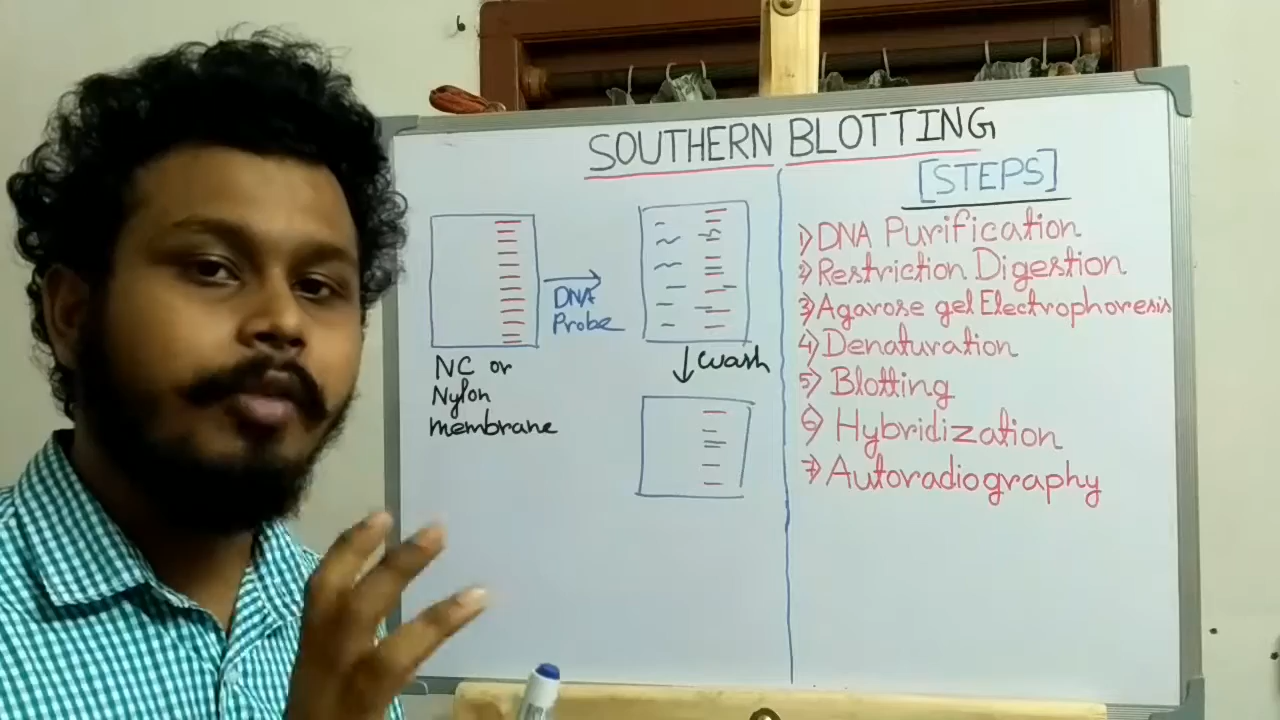 SOUTHERN BLOTTING
DNA
Probe
NC or
Nylon
membrane
wash
[STEPS]
1) DNA Purification
2) Restriction Digestion
3) Agarose gel Electrophoresis
4) Denaturation
5) Blotting
6) Hybridization
7) Autoradiography